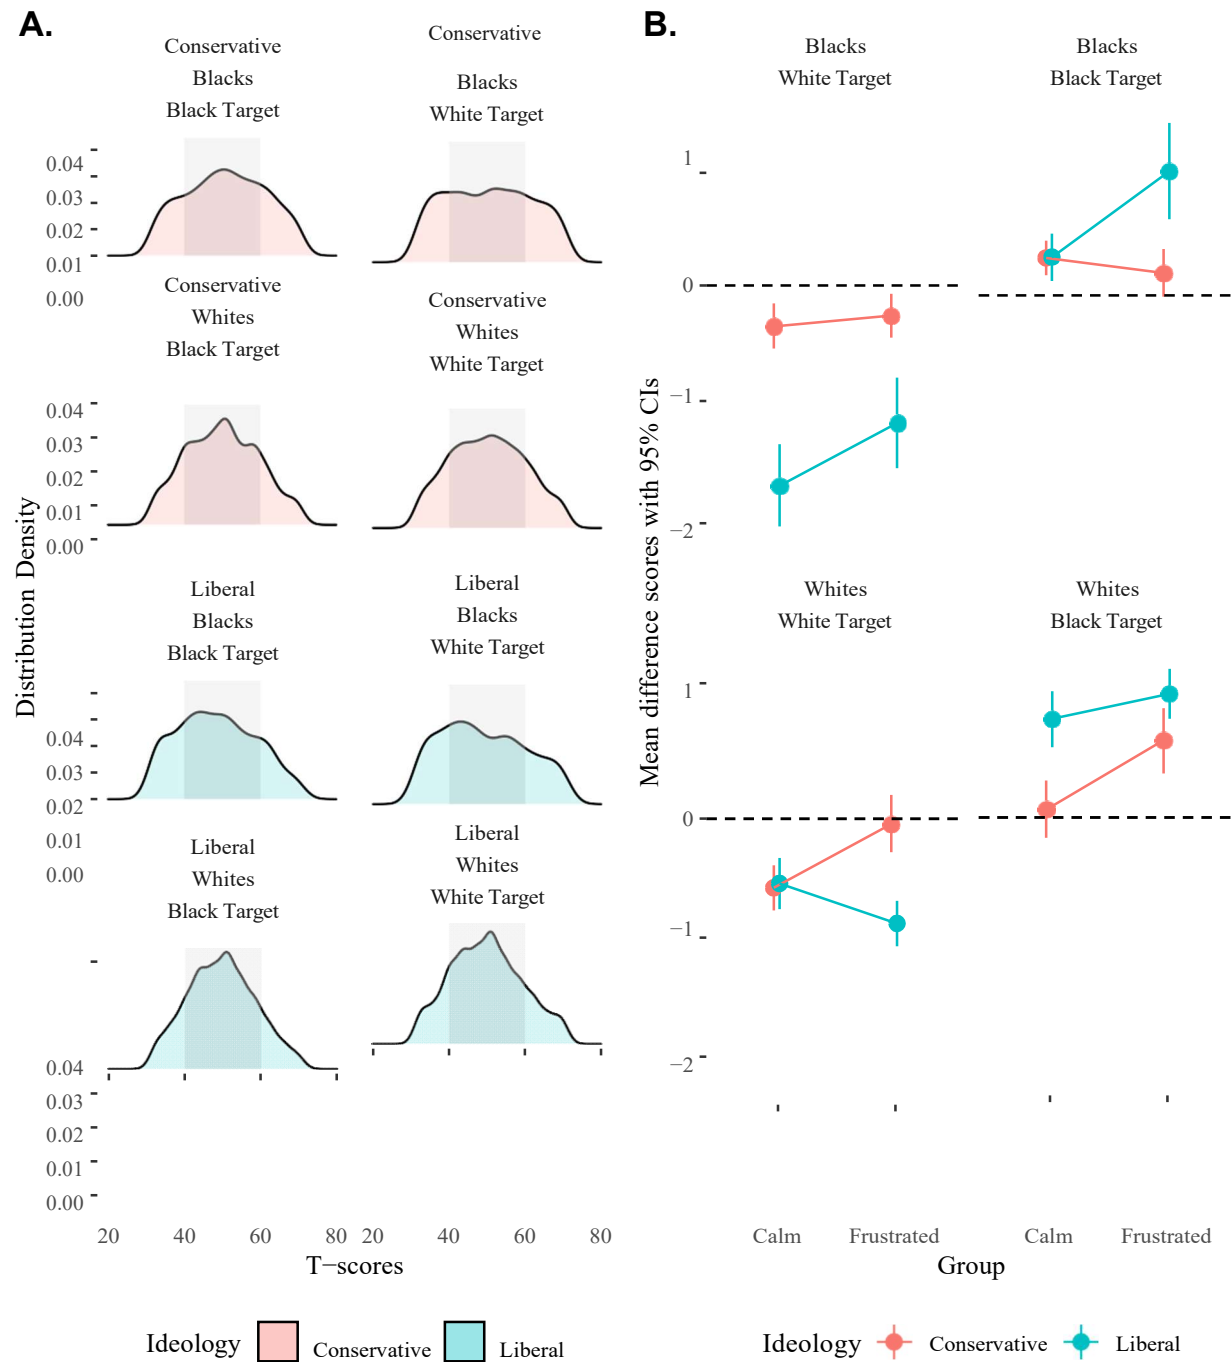 A.
Conservative
Blacks
Black Target
Conservative
Blacks
White Target
0.04
0.03
0.02
0.01
0.00
Conservative
Whites
Black Target
Conservative
Whites
White Target
0.04
0.03
0.02
0.01
0.00
Liberal
Blacks
Black Target
Liberal
Blacks
White Target
0.04
0.03
0.02
0.01
0.00
Liberal
Whites
Black Target
Liberal
Whites
White Target
0.04
0.03
0.02
0.01
0.00
Distribution Density
20 40 60 80 20 40 60 80
T−scores
Ideology Conservative Liberal
B.
Blacks
White Target
Blacks
Black Target
1
0
−1
−2
Whites
White Target
Whites
Black Target
1
0
−1
−2
Mean difference scores with 95% CIs
Calm Frustrated Calm Frustrated
Group
Ideology Conservative Liberal